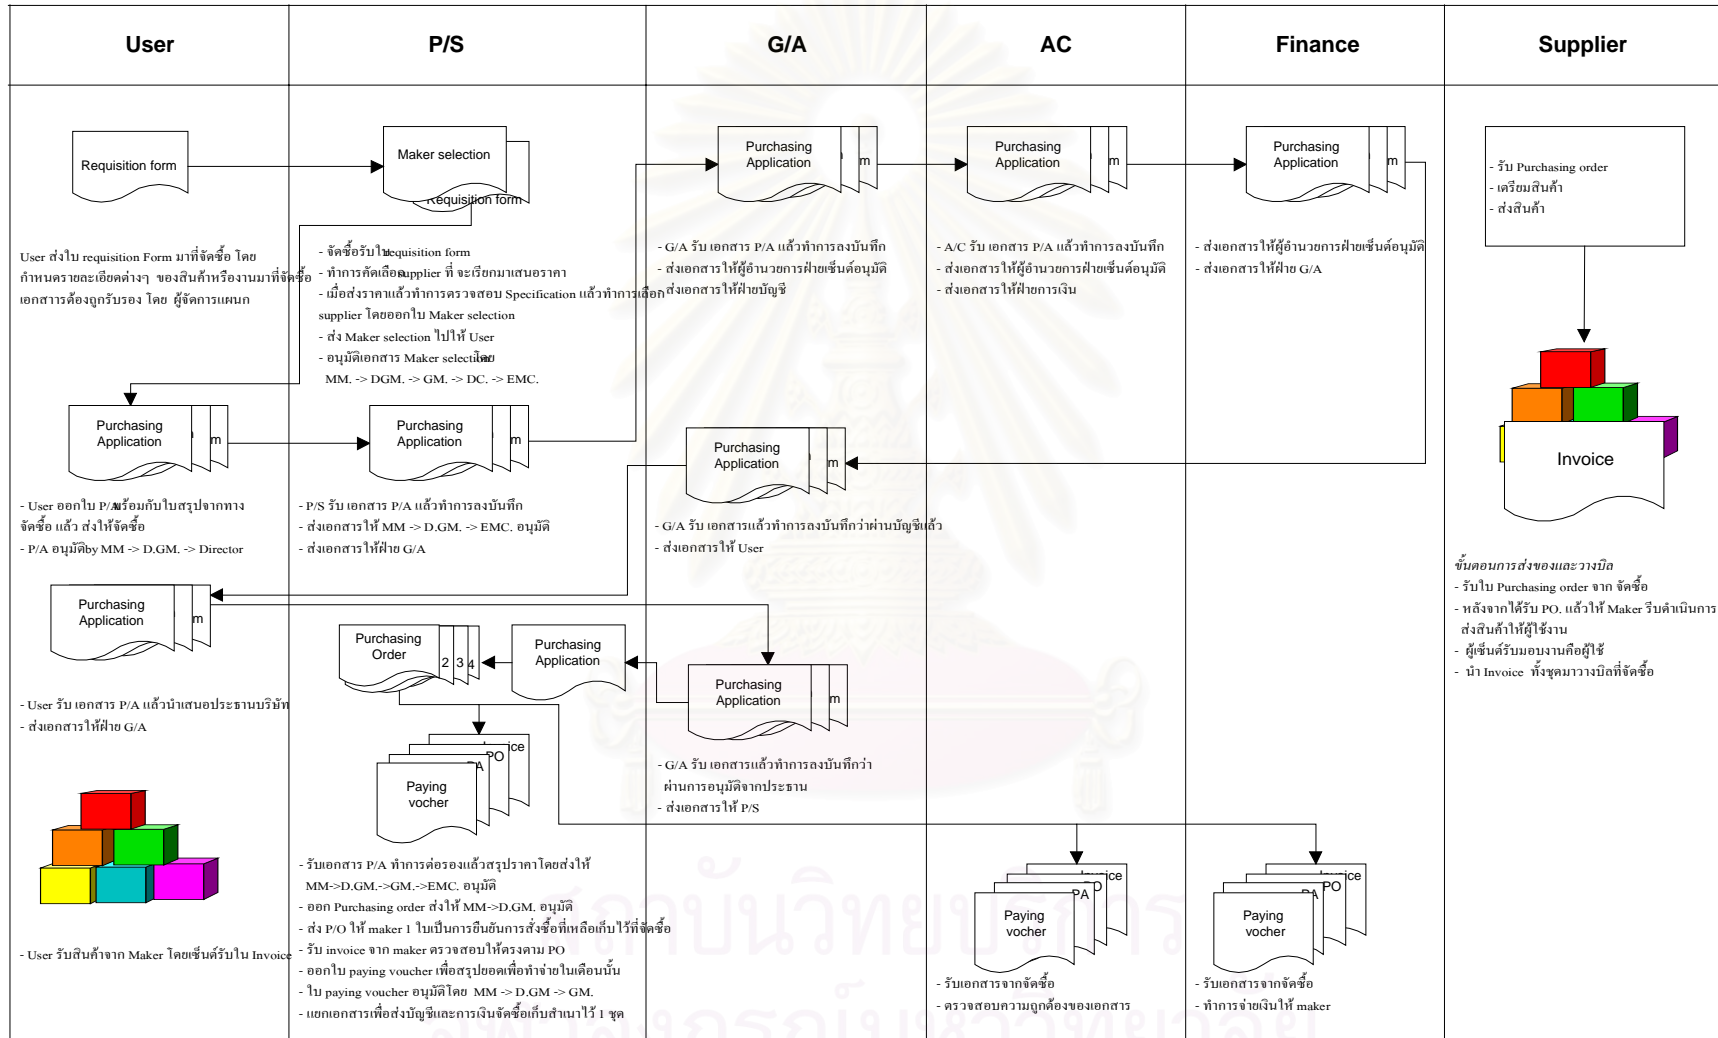 User
P/S
G/A
AC
Finance
Supplier
Requisition form
Maker selection
Requisition form
Purchasing
Application
m
Purchasing
Application
m
Purchasing
Application
m
- รับ Purchasing order
- เตรียมสินค้า
- ส่งสินค้า
User ส่งใบ requisition Form มาที่จัดซื้อ โดย
กำหนดรายละเอียดต่างๆ ของสินค้าหรืองานมาที่จัดซื้อ
เอกสาารต้องถูกรับรอง โดย ผู้จัดการแผนก
- จัดซื้อรับใบ requisition form
- ทำการคัดเลือก supplier ที่ จะเรียกมาเสนอราคา
- เมื่อส่งราคาแล้วทำการตรวจสอบ Specification แล้วทำการเลือก
supplier โดยออกใบ Maker selection
- ส่ง Maker selection ไปให้ User
- อนุมัติเอกสาร Maker selection โดย
MM. -> DGM. -> GM. -> DC. -> EMC.
- G/A รับ เอกสาร P/A แล้วทำการลงบันทึก
- ส่งเอกสารให้ผู้อำนวยการฝ่ายเซ็นต์อนุมัติ
- ส่งเอกสารให้ฝ่ายบัญชี
- A/C รับ เอกสาร P/A แล้วทำการลงบันทึก
- ส่งเอกสารให้ผู้อำนวยการฝ่ายเซ็นต์อนุมัติ
- ส่งเอกสารให้ฝ่ายการเงิน
- ส่งเอกสารให้ผู้อำนวยการฝ่ายเซ็นต์อนุมัติ
- ส่งเอกสารให้ฝ่าย G/A
Purchasing
Application
m
Purchasing
Application
m
Purchasing
Application
m
Invoice
- User ออกใบ P/A พร้อมกับใบสรุปจากทาง
จัดซื้อ แล้ว ส่งให้จัดซื้อ
- P/A อนุมัติby MM -> D.GM. -> Director
- P/S รับ เอกสาร P/A แล้วทำการลงบันทึก
- ส่งเอกสารให้ MM -> D.GM. -> EMC. อนุมัติ
- ส่งเอกสารให้ฝ่าย G/A
- G/A รับ เอกสารแล้วทำการลงบันทึกว่าผ่านบัญชีแล้ว
- ส่งเอกสารให้ User
ขั้นตอนการส่งของและวางบิล
- รับใบ Purchasing order จาก จัดซื้อ
- หลังจากได้รับ PO. แล้วให้ Maker รีบดำเนินการ
ส่งสินค้าให้ผู้ใช้งาน
- ผู้เซ็นต์รับมอบงานคือผู้ใช้
- นำ Invoice ทั้งชุดมาวางบิลที่จัดซื้อ
Purchasing
Application
m
Purchasing
Order
2 3 4
Purchasing
Application
Purchasing
Application
m
- User รับ เอกสาร P/A แล้วนำเสนอประธานบริษัท
- ส่งเอกสารให้ฝ่าย G/A
Invoice
PO
PA
Paying
vocher
- G/A รับ เอกสารแล้วทำการลงบันทึกว่า
ผ่านการอนุมัติจากประธาน
- ส่งเอกสารให้ P/S
- User รับสินค้าจาก Maker โดยเซ็นต์รับใน Invoice
- รับเอกสาร P/A ทำการต่อรองแล้วสรุปราคาโดยส่งให้
MM->D.GM.->GM.->EMC. อนุมัติ
- ออก Purchasing order ส่งให้ MM->D.GM. อนุมัติ
- ส่ง P/O ให้ maker 1 ใบเป็นการยืนยันการสั่งซื้อที่เหลือเก็บไว้ที่จัดซื้อ
- รับ invoice จาก maker ตรวจสอบให้ตรงตาม PO
- ออกใบ paying voucher เพื่อสรุปยอดเพื่อทำจ่ายในเดือนนั้น
- ใบ paying voucher อนุมัติโดย MM -> D.GM -> GM.
- แยกเอกสารเพื่อส่งบัญชีและการเงินจัดซื้อเก็บสำเนาไว้ 1 ชุด
Invoice
PO
PA
Paying
vocher
- รับเอกสารจากจัดซื้อ
- ตรวจสอบความถูกต้องของเอกสาร
Invoice
PO
PA
Paying
vocher
- รับเอกสารจากจัดซื้อ
- ทำการจ่ายเงินให้ maker
สถาบันวิทยบริการ
จุฬาลงกรณ์มหาวิทยาลัย